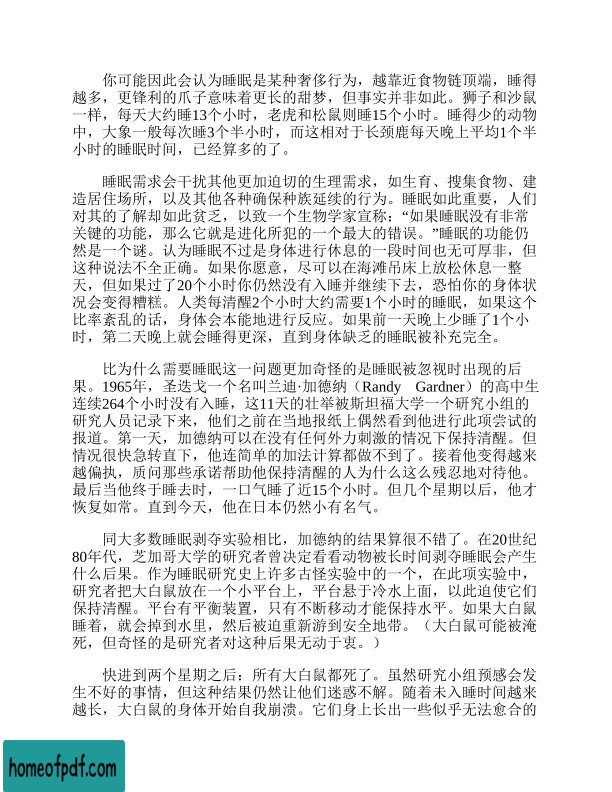 你可能因此会认为睡眠是某种奢侈行为，越靠近食物链顶端，睡得
越多，更锋利的爪子意味着更长的甜梦，但事实并非如此。狮子和沙鼠
一样，每天大约睡13个小时，老虎和松鼠则睡15个小时。睡得少的动物
中，大象一般每次睡3个半小时，而这相对于长颈鹿每天晚上平均1个半
小时的睡眠时间，已经算多的了。
睡眠需求会干扰其他更加迫切的生理需求，如生育、搜集食物、建
造居住场所，以及其他各种确保种族延续的行为。睡眠如此重要，人们
对其的了解却如此贫乏，以致一个生物学家宣称：“如果睡眠没有非常
关键的功能，那么它就是进化所犯的一个最大的错误。”睡眠的功能仍
然是一个谜。认为睡眠不过是身体进行休息的一段时间也无可厚非，但
这种说法不全正确。如果你愿意，尽可以在海滩吊床上放松休息一整
天，但如果过了20个小时你仍然没有入睡并继续下去，恐怕你的身体状
况会变得糟糕。人类每清醒2个小时大约需要1个小时的睡眠，如果这个
比率紊乱的话，身体会本能地进行反应。如果前一天晚上少睡了1个小
时，第二天晚上就会睡得更深，直到身体缺乏的睡眠被补充完全。
比为什么需要睡眠这一问题更加奇怪的是睡眠被忽视时出现的后
果。1965年，圣迭戈一个名叫兰迪·加德纳（Randy Gardner）的高中生
连续264个小时没有入睡，这11天的壮举被斯坦福大学一个研究小组的
研究人员记录下来，他们之前在当地报纸上偶然看到他进行此项尝试的
报道。第一天，加德纳可以在没有任何外力刺激的情况下保持清醒。但
情况很快急转直下，他连简单的加法计算都做不到了。接着他变得越来
越偏执，质问那些承诺帮助他保持清醒的人为什么这么残忍地对待他。
最后当他终于睡去时，一口气睡了近15个小时。但几个星期以后，他才
恢复如常。直到今天，他在日本仍然小有名气。
同大多数睡眠剥夺实验相比，加德纳的结果算很不错了。在20世纪
80年代，芝加哥大学的研究者曾决定看看动物被长时间剥夺睡眠会产生
什么后果。作为睡眠研究史上许多古怪实验中的一个，在此项实验中，
研究者把大白鼠放在一个小平台上，平台悬于冷水上面，以此迫使它们
保持清醒。平台有平衡装置，只有不断移动才能保持水平。如果大白鼠
睡着，就会掉到水里，然后被迫重新游到安全地带。（大白鼠可能被淹
死，但奇怪的是研究者对这种后果无动于衷。）
快进到两个星期之后：所有大白鼠都死了。虽然研究小组预感会发
生不好的事情，但这种结果仍然让他们迷惑不解。随着未入睡时间越来
越长，大白鼠的身体开始自我崩溃。它们身上长出一些似乎无法愈合的
homeofpdf.com